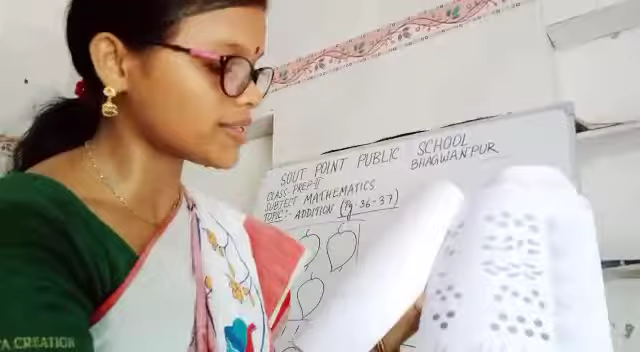 SOUT POINT PUBLIC SCHOOL
BHAGWANPUR
CLASS:- PREP-II
SUBJECT MATHEMATICS
TOPIC:- ADDITION (Pg-36-37)
A CREATION